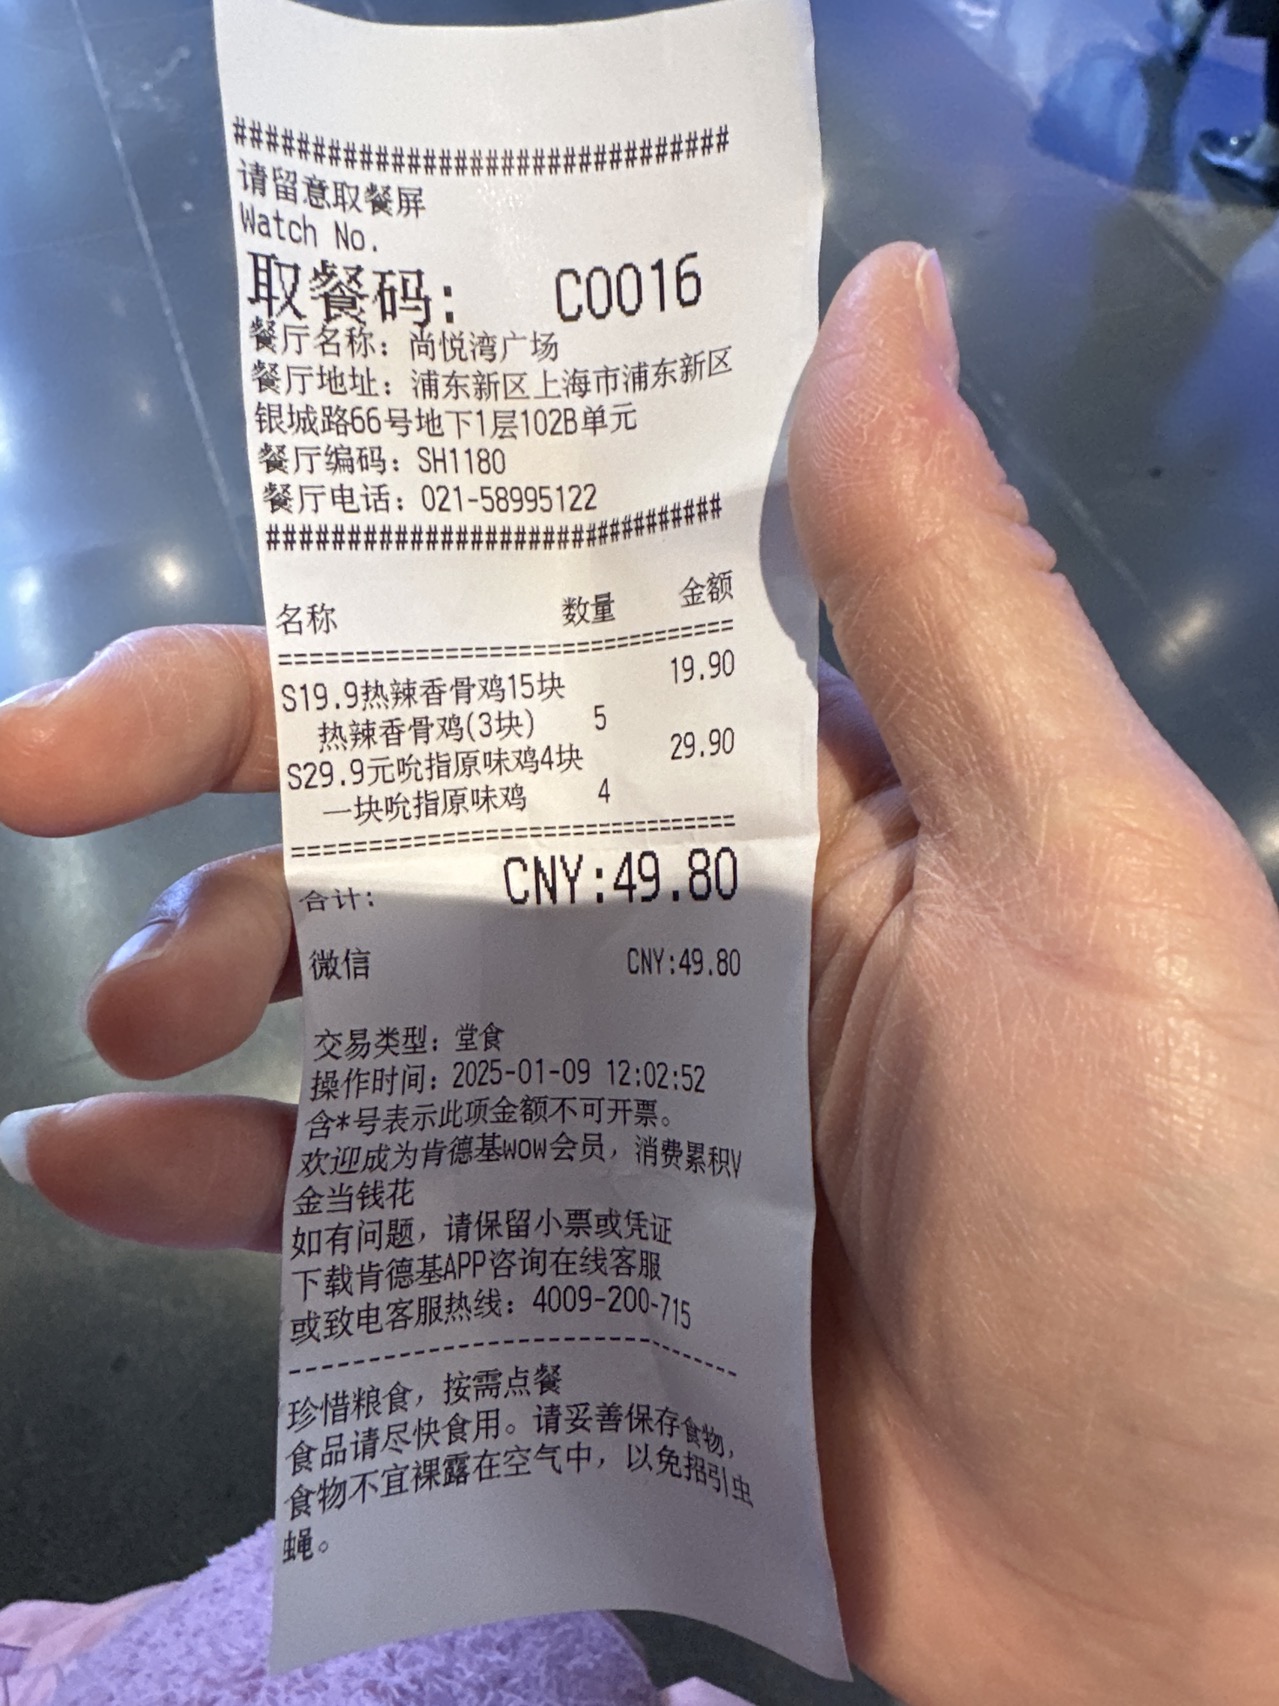 ###############################
请留意取餐屏
Watch No.
取餐码： C0016
餐厅名称：尚悦湾广场
餐厅地址：浦东新区上海市浦东新区
银城路66号地下1层102B单元
餐厅编码：SH1180
餐厅电话：021-58995122
###############################
名称 数量 金额
===================================
S19.9热辣香骨鸡15块 19.90
热辣香骨鸡(3块) 5
S29.9元吮指原味鸡4块 29.90
一块吮指原味鸡 4
===================================
合计: CNY:49.80
微信 CNY:49.80
交易类型：堂食
操作时间：2025-01-09 12:02:52
含*号表示此项金额不可开票。
欢迎成为肯德基wow会员，消费累积V
金当钱花
如有问题，请保留小票或凭证
下载肯德基APP咨询在线客服
或致电客服热线：4009-200-715
-----------------------------------
珍惜粮食，按需点餐
食品请尽快食用。请妥善保存食物，
食物不宜裸露在空气中，以免招引虫
蝇。